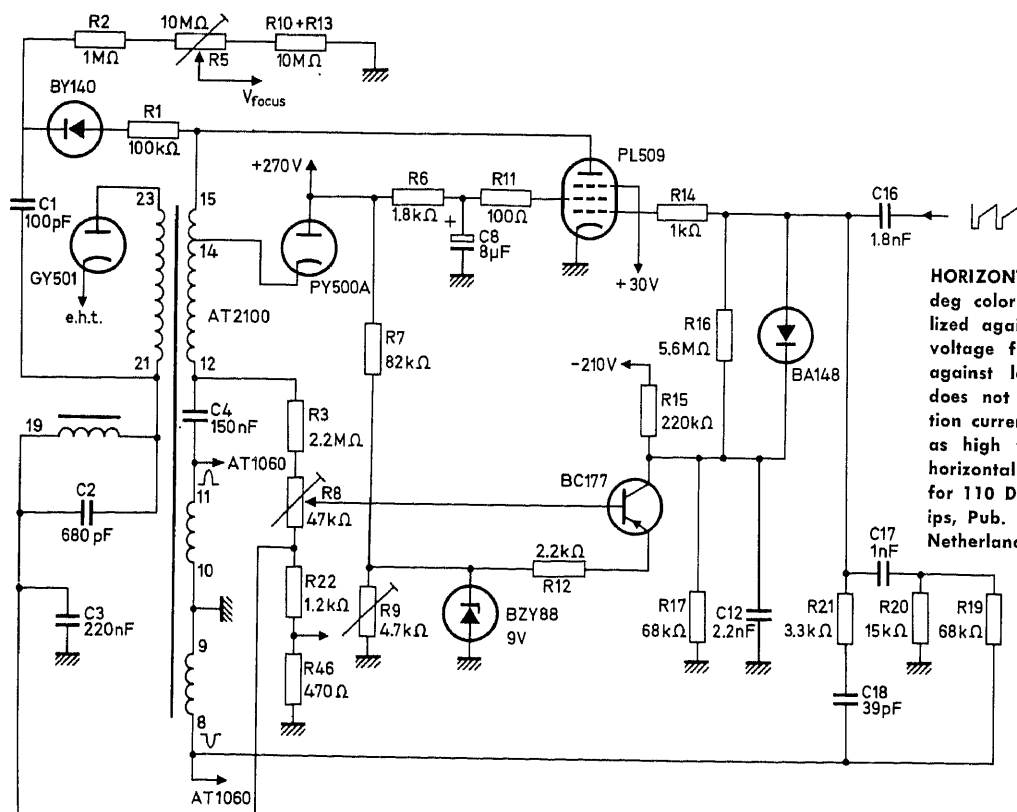 R2
1MΩ
10MΩ
R5
R10+R13
10MΩ
Vfocus
BY140
R1
100kΩ
C1
100pF
23
GY501
e.h.t.
21
15
14
AT2100
12
+270V
PY500A
R6
1.8kΩ
+
C8
8μF
R11
100Ω
PL509
+30V
R14
1kΩ
C16
1.8nF
R7
82kΩ
R16
5.6MΩ
BA148
-210V
R15
220kΩ
BC177
19
C2
680pF
C3
220nF
C4
150nF
AT1060
11
10
9
8
AT1060
R3
2.2MΩ
R8
47kΩ
R22
1.2kΩ
R46
470Ω
R9
4.7kΩ
BZY88
9V
2.2kΩ
R12
R17
68kΩ
C12
2.2nF
C17
1nF
R21
3.3kΩ
R20
15kΩ
R19
68kΩ
C18
39pF
HORIZON
deg color
lized agai
voltage f
against l
does not
tion curre
as high
horizontal
for 110 D
ips, Pub.
Netherlan